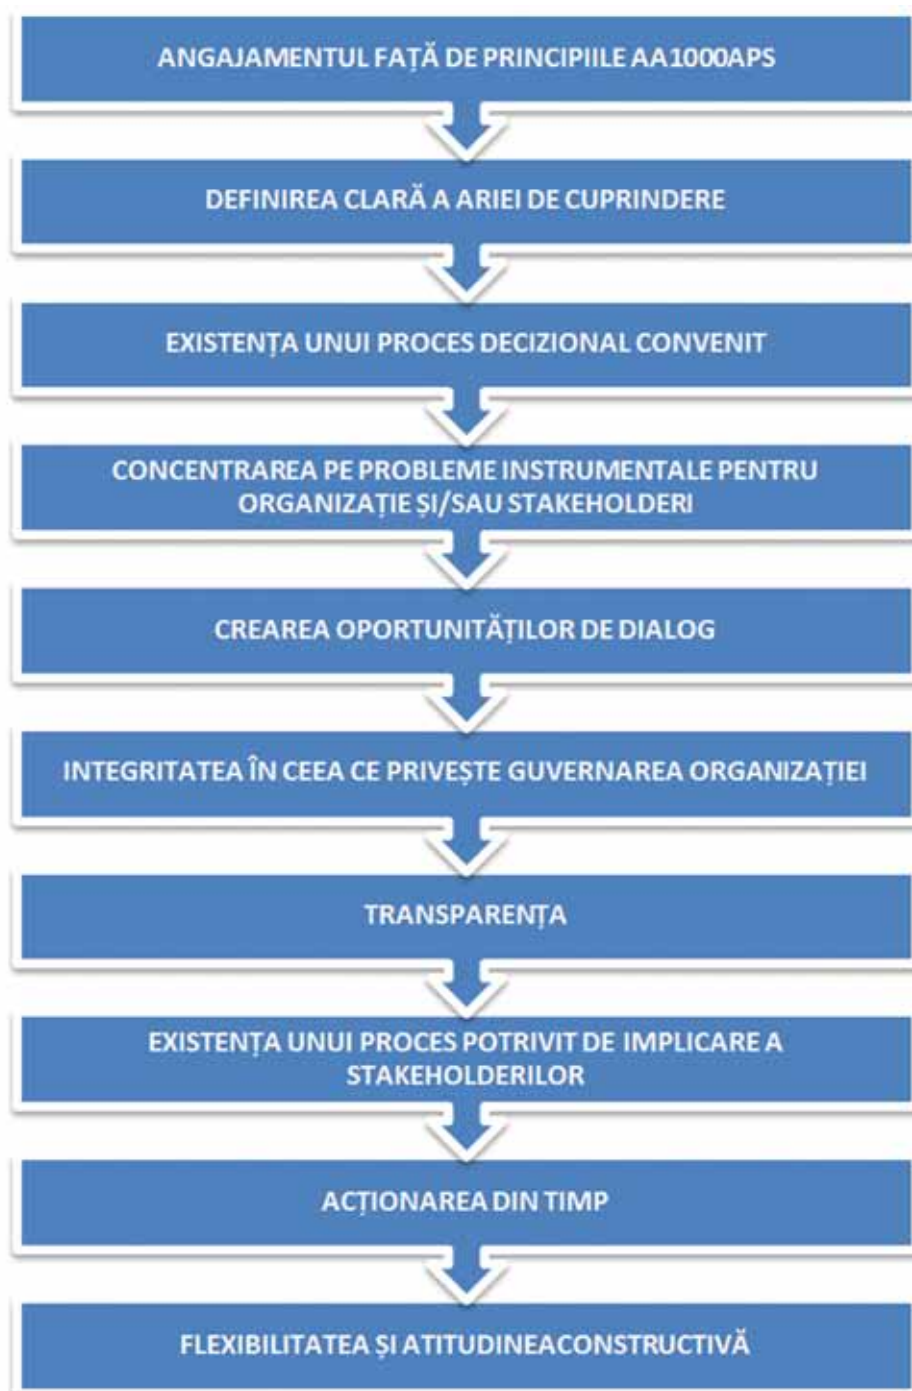 ANGAJAMENTUL FAȚĂ DE PRINCIPIILE AA1000APS
DEFINIREA CLARĂ A ARIEI DE CUPRINDERE
EXISTENȚA UNUI PROCES DECIZIONAL CONVENIT
CONCENTRAREA PE PROBLEME INSTRUMENTALE PENTRU
ORGANIZAȚIE ȘI/SAU STAKEHOLDERI
CREAREA OPORTUNITĂȚILOR DE DIALOG
INTEGRITATEA ÎN CEEA CE PRIVEȘTE GUVERNAREA ORGANIZAȚIEI
TRANSPARENȚA
EXISTENȚA UNUI PROCES POTRIVIT DE IMPLICARE A
STAKEHOLDERILOR
ACȚIONAREA DIN TIMP
FLEXIBILITATEA ȘI ATITUDINEACONSTRUCTIVĂ